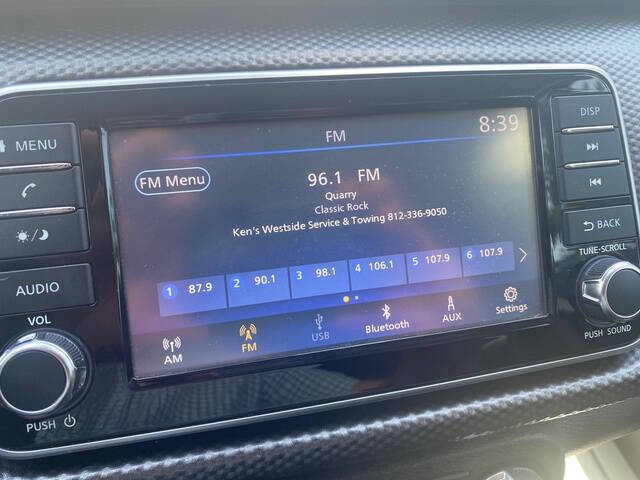 FM
8:39
FM Menu
96.1 FM
Quarry
Classic Rock
Ken's Westside Service & Towing 812-336-9050
1 87.9
2 90.1
3 98.1
4 106.1
5 107.9
6 107.9
AM
FM
USB
Bluetooth
AUX
Settings
MENU
AUDIO
VOL
PUSH
DISP
BACK
TUNE·SCROLL
PUSH SOUND